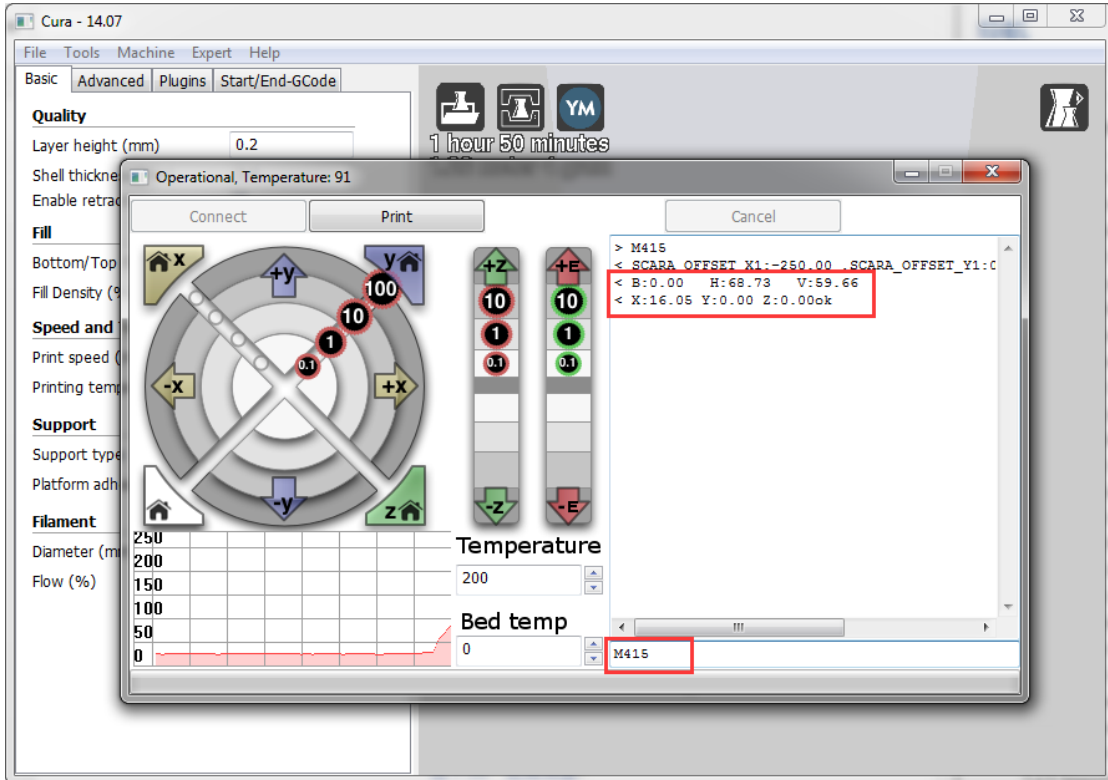 Cura - 14.07
File Tools Machine Expert Help
Basic Advanced Plugins Start/End-GCode
Quality
Layer height (mm) 0.2
Shell thickne
Enable retrac
Fill
Bottom/Top
Fill Density (%
Speed and
Print speed (
Printing temp
Support
Support type
Platform adh
Filament
Diameter (m
Flow (%)
YM
1 hour 50 minutes
Operational, Temperature: 91
Connect Print Cancel
x +y y
100
10
1
0.1
-x +x
-y z
+Z +E
10 10
1 1
0.1 0.1
-Z -E
250
200
150
100
50
0
Temperature
200
Bed temp
0
> M415
< SCARA OFFSET X1:-250.00 ,SCARA_OFFSET_Y1:0
< B:0.00 H:68.73 V:59.66
< X:16.05 Y:0.00 Z:0.00ok
M415